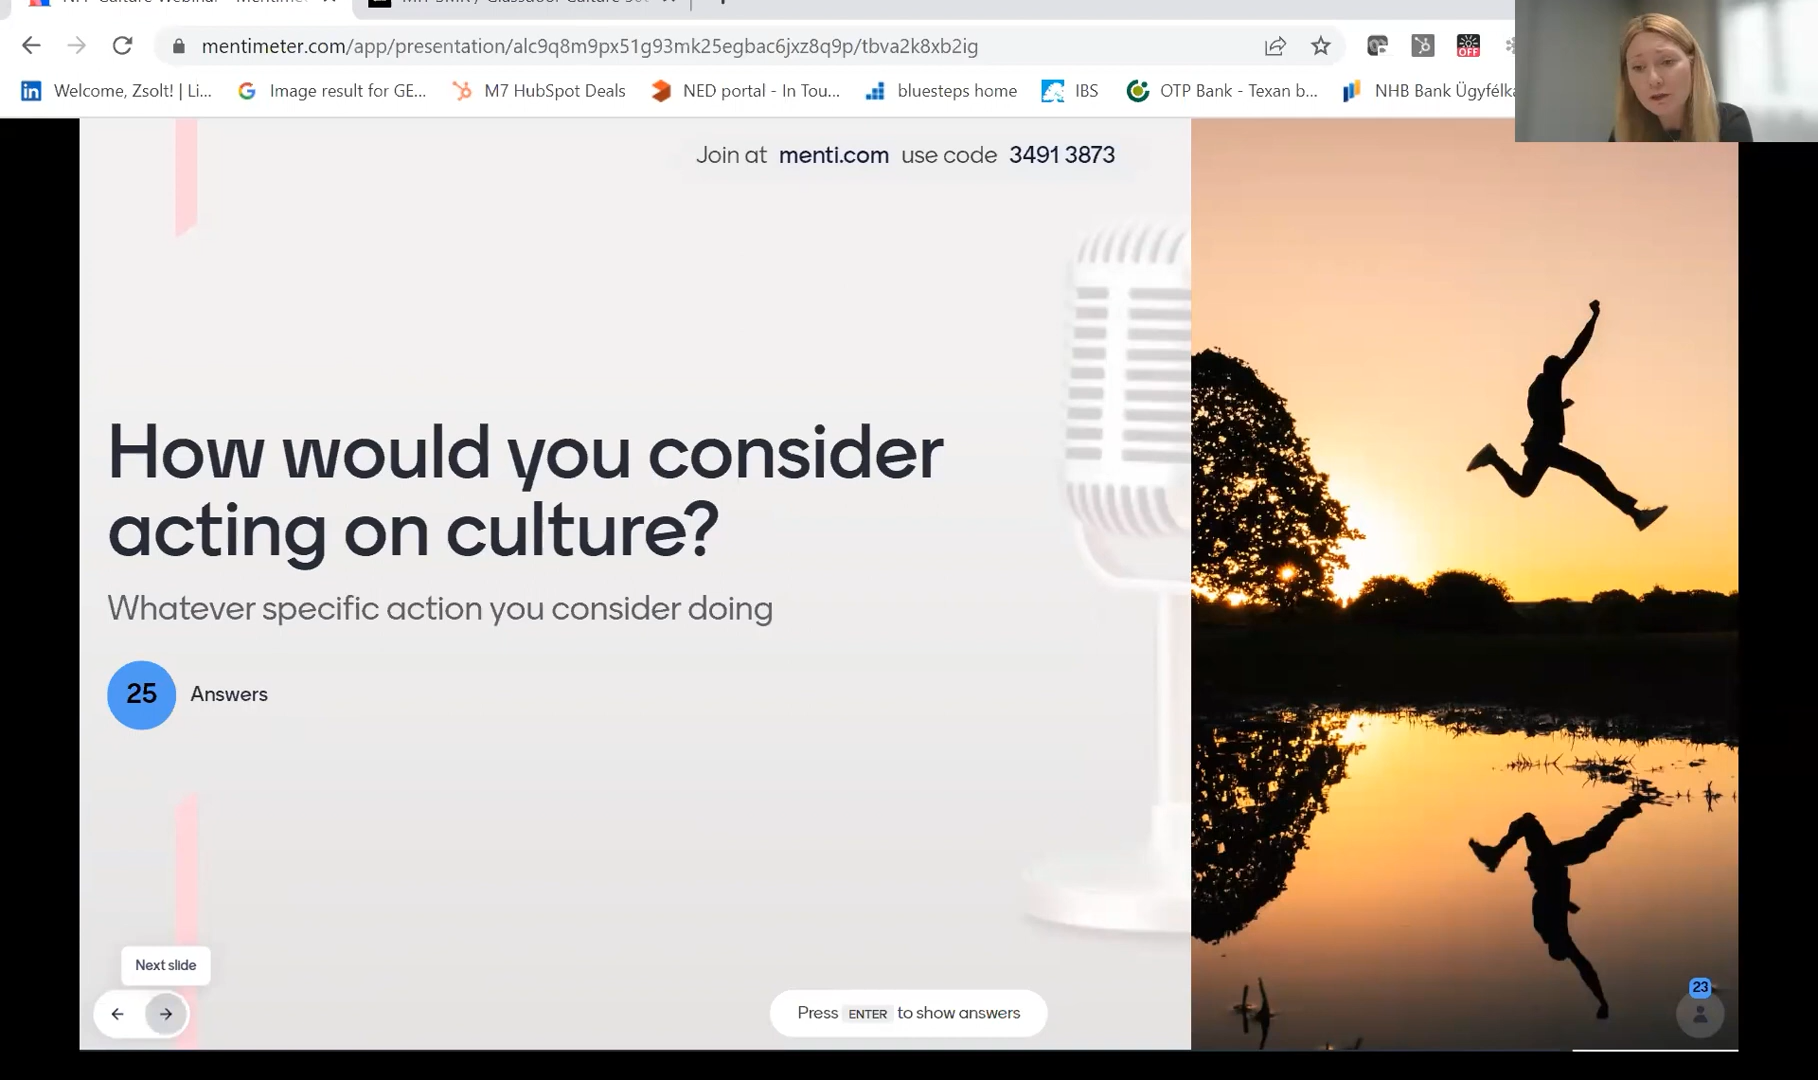 mentimeter.com/app/presentation/alc9q8m9px51g93mk25egbac6jxz8q9p/tbva2k8xb2ig
OFF
Welcome, Zsolt! | Li...
Image result for GE...
M7 HubSpot Deals
NED portal - In Tou...
bluesteps home
IBS
OTP Bank - Texan b...
NHB Bank Ügyfélka
Join at menti.com use code 3491 3873
How would you consider
acting on culture?
Whatever specific action you consider doing
25 Answers
Next slide
Press ENTER to show answers
23